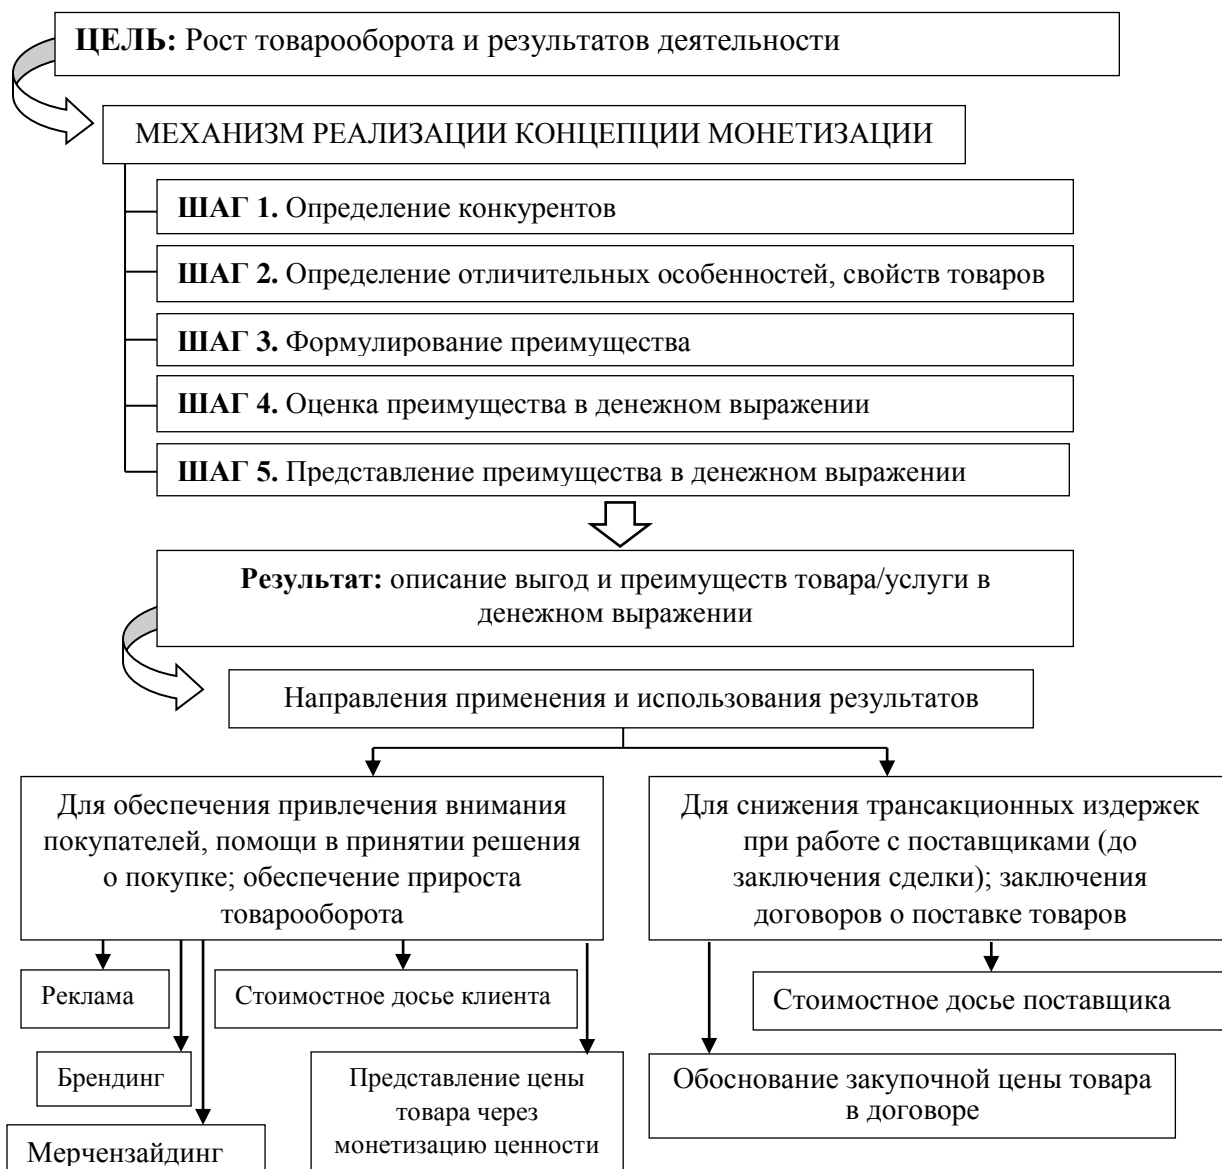 ЦЕЛЬ: Рост товарооборота и результатов деятельности
МЕХАНИЗМ РЕАЛИЗАЦИИ КОНЦЕПЦИИ МОНЕТИЗАЦИИ
ШАГ 1. Определение конкурентов
ШАГ 2. Определение отличительных особенностей, свойств товаров
ШАГ 3. Формулирование преимущества
ШАГ 4. Оценка преимущества в денежном выражении
ШАГ 5. Представление преимущества в денежном выражении
Результат: описание выгод и преимуществ товара/услуги в
денежном выражении
Направления применения и использования результатов
Для обеспечения привлечения внимания
покупателей, помощи в принятии решения
о покупке; обеспечение прироста
товарооборота
Для снижения трансакционных издержек
при работе с поставщиками (до
заключения сделки); заключения
договоров о поставке товаров
Реклама
Стоимостное досье клиента
Стоимостное досье поставщика
Брендинг
Представление цены
товара через
монетизацию ценности
Обоснование закупочной цены товара
в договоре
Мерчензайдинг